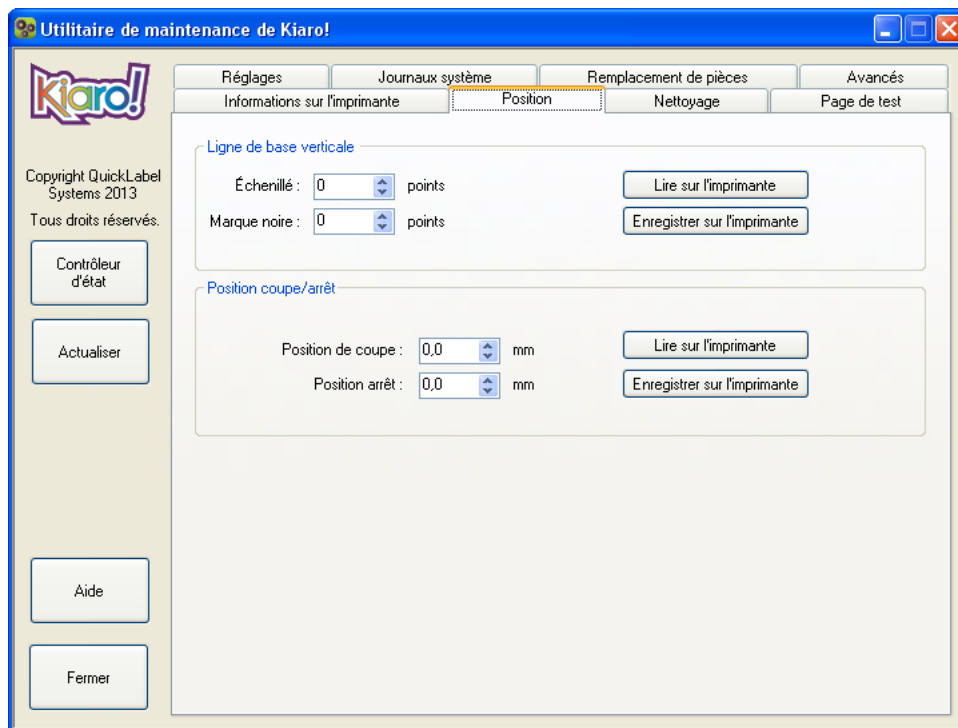 Utilitaire de maintenance de Kiaro!
Kiaro!
Copyright QuickLabel
Systems 2013
Tous droits réservés.
Contrôleur
d'état
Actualiser
Aide
Fermer
Réglages
Journaux système
Remplacement de pièces
Avancés
Informations sur l'imprimante
Position
Nettoyage
Page de test
Ligne de base verticale
Échenillé : 0 points
Lire sur l'imprimante
Marque noire : 0 points
Enregistrer sur l'imprimante
Position coupe/arrêt
Position de coupe : 0,0 mm
Lire sur l'imprimante
Position arrêt : 0,0 mm
Enregistrer sur l'imprimante